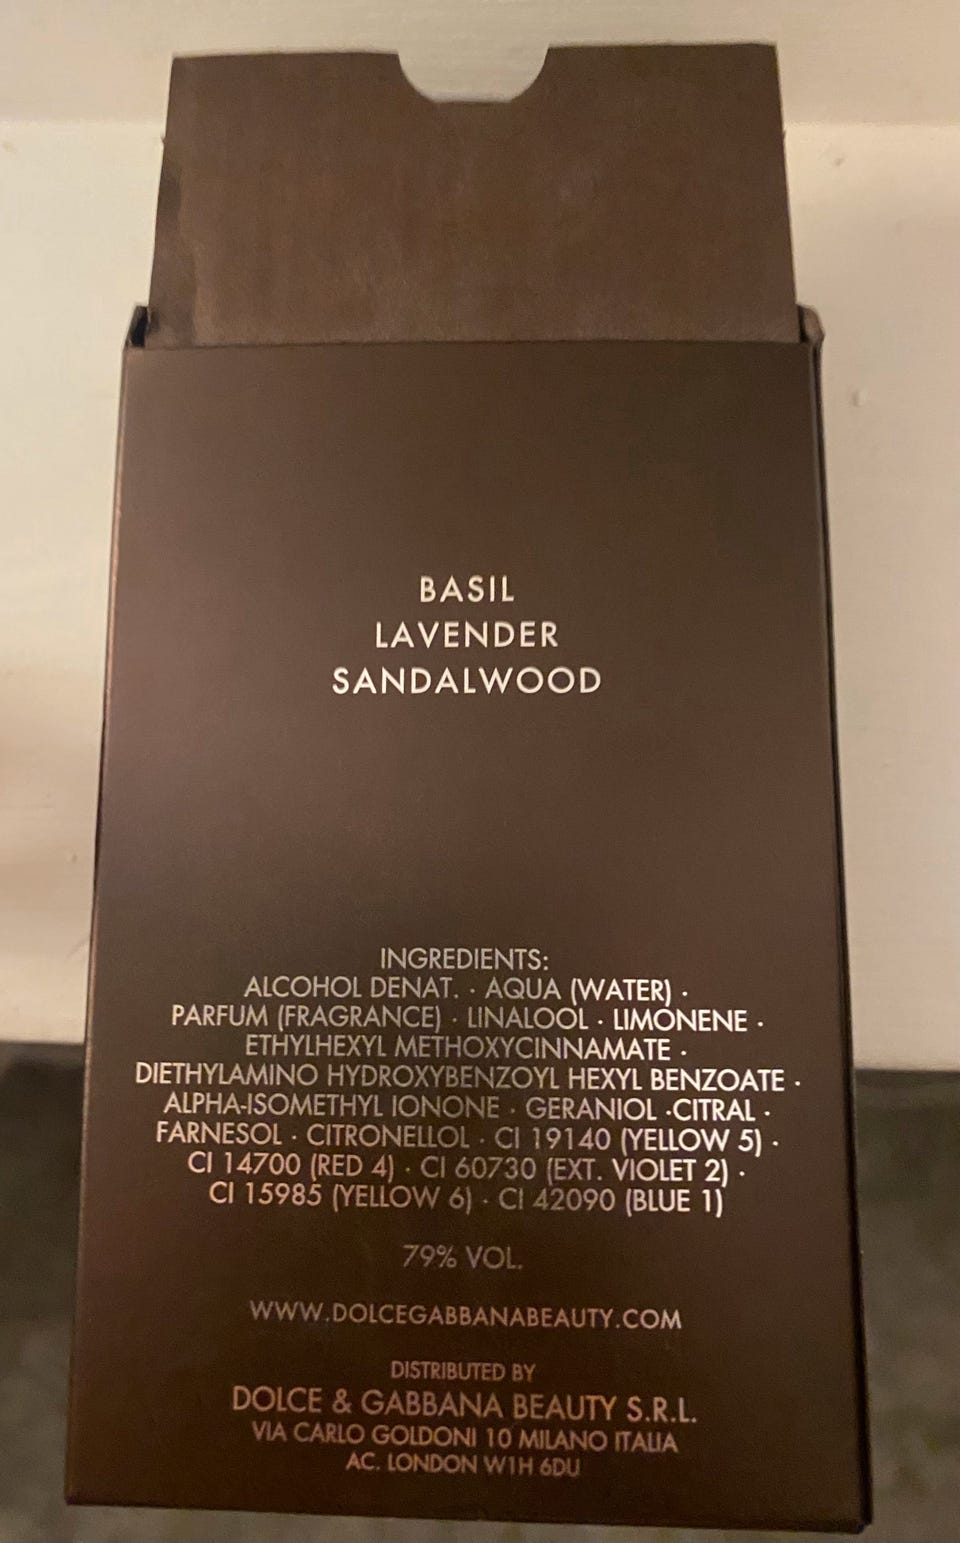 BASIL
LAVENDER
SANDALWOOD
INGREDIENTS:
ALCOHOL DENAT. · AQUA (WATER) ·
PARFUM (FRAGRANCE) · LINALOOL · LIMONENE ·
ETHYLHEXYL METHOXYCINNAMATE ·
DIETHYLAMINO HYDROXYBENZOYL HEXYL BENZOATE ·
ALPHA-ISOMETHYL IONONE · GERANIOL ·CITRAL ·
FARNESOL · CITRONELLOL · CI 19140 (YELLOW 5) ·
CI 14700 (RED 4) · CI 60730 (EXT. VIOLET 2) ·
CI 15985 (YELLOW 6) · CI 42090 (BLUE 1)
79% VOL.
WWW.DOLCEGABBANABEAUTY.COM
DISTRIBUTED BY
DOLCE & GABBANA BEAUTY S.R.L.
VIA CARLO GOLDONI 10 MILANO ITALIA
AC. LONDON W1H 6DU